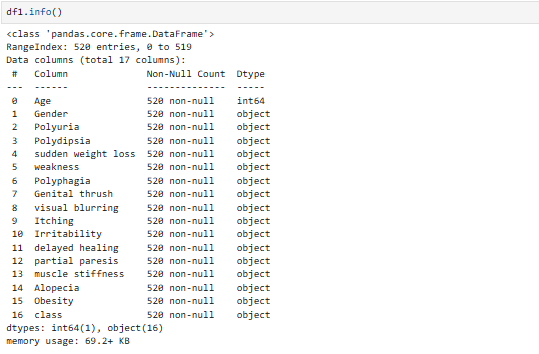 df1.info()
<class 'pandas.core.frame.DataFrame'>
RangeIndex: 520 entries, 0 to 519
Data columns (total 17 columns):
 #   Column              Non-Null Count  Dtype
---  ------              --------------  -----
 0   Age                 520 non-null    int64
 1   Gender              520 non-null    object
 2   Polyuria            520 non-null    object
 3   Polydipsia          520 non-null    object
 4   sudden weight loss  520 non-null    object
 5   weakness            520 non-null    object
 6   Polyphagia          520 non-null    object
 7   Genital thrush      520 non-null    object
 8   visual blurring     520 non-null    object
 9   Itching             520 non-null    object
 10  Irritability        520 non-null    object
 11  delayed healing     520 non-null    object
 12  partial paresis     520 non-null    object
 13  muscle stiffness    520 non-null    object
 14  Alopecia            520 non-null    object
 15  Obesity             520 non-null    object
 16  class               520 non-null    object
dtypes: int64(1), object(16)
memory usage: 69.2+ KB